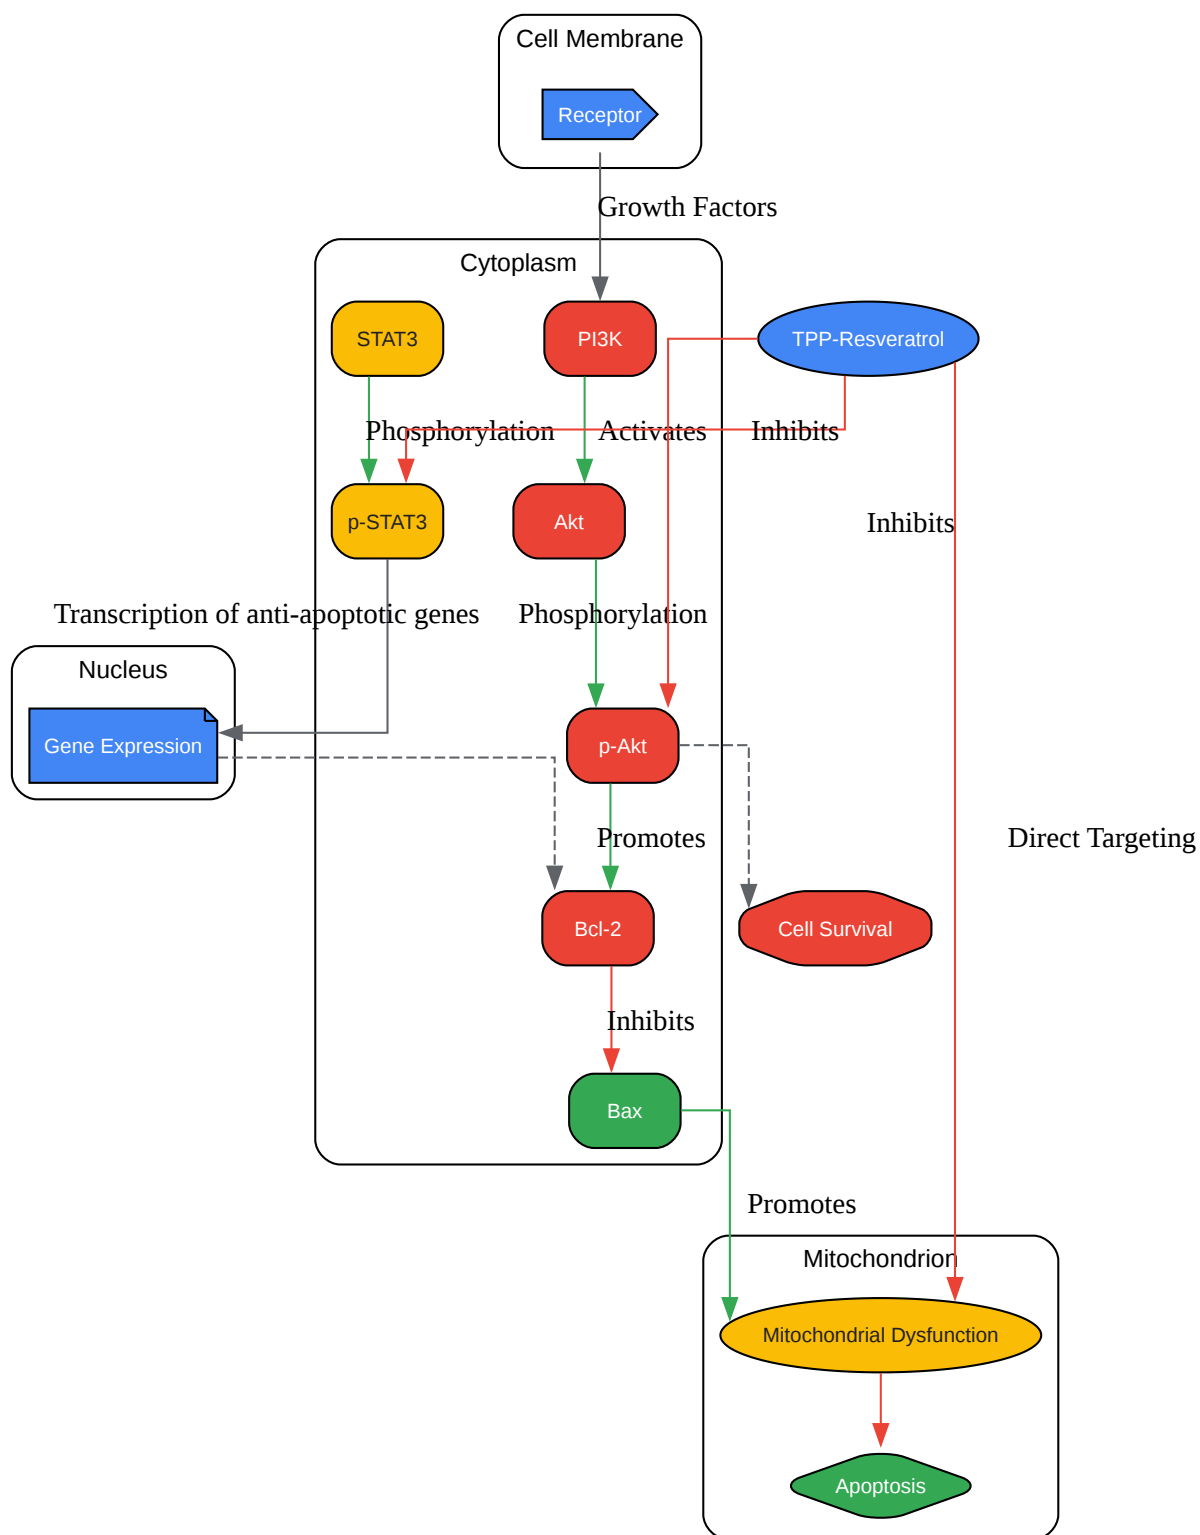 Cell Membrane
Receptor
Growth Factors
Cytoplasm
STAT3
PI3K
TPP-Resveratrol
Phosphorylation
Activates
Inhibits
p-STAT3
Akt
Inhibits
Transcription of anti-apoptotic genes
Phosphorylation
Nucleus
Gene Expression
p-Akt
Promotes
Direct Targeting
Bcl-2
Cell Survival
Inhibits
Bax
Promotes
Mitochondrion
Mitochondrial Dysfunction
Apoptosis